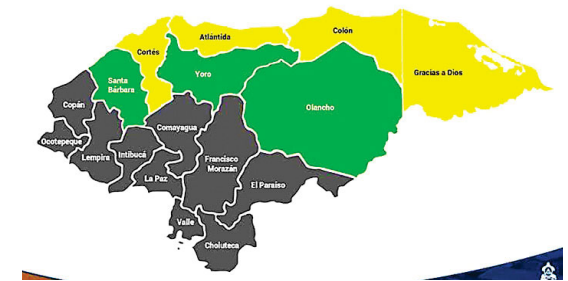 Colón
Atlántida
Cortés
Gracias a Dios
Yoro
Santa
Bárbara
Olancho
Copán
Comayagua
Ocotepeque
Intibucá
Lempira
Francisco
Morazán
La Paz
El Paraíso
Valle
Choluteca